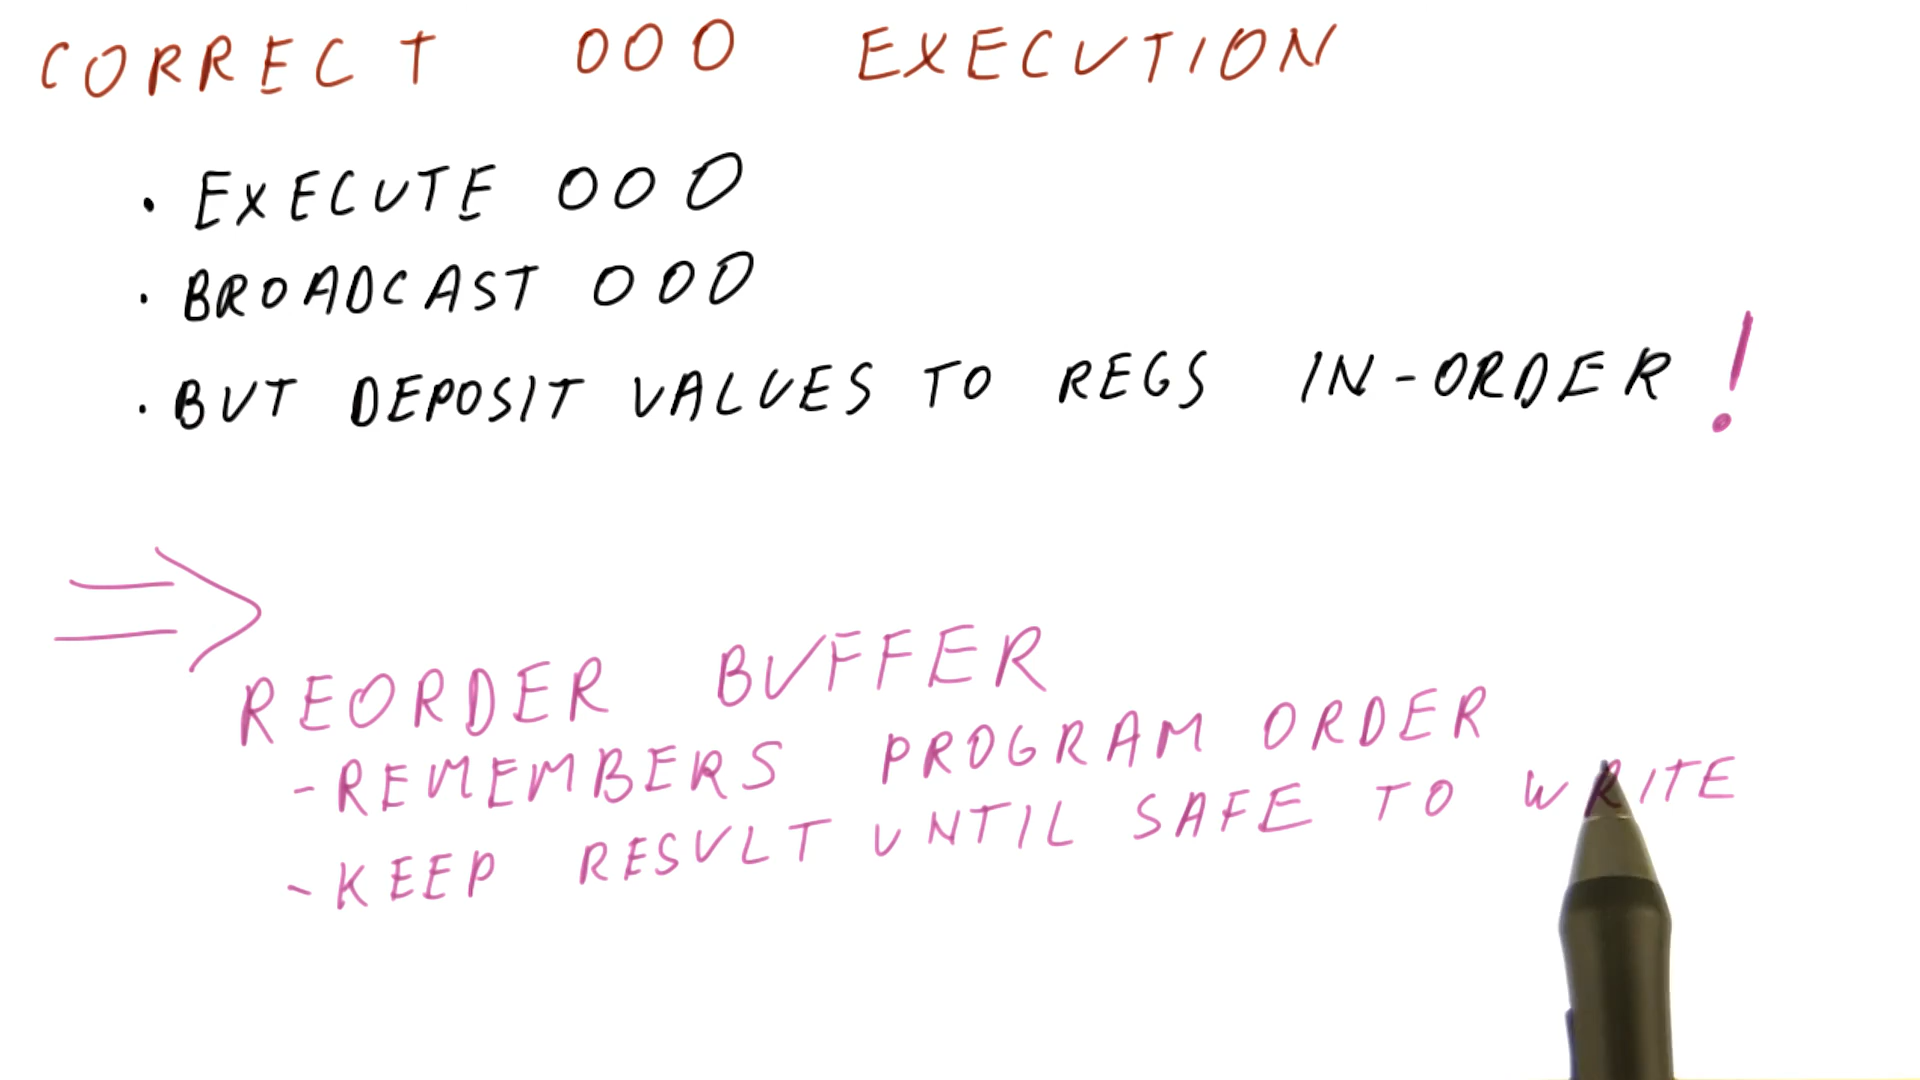 CORRECT OOO EXECUTION
· EXECUTE OOO
· BROADCAST OOO
· BUT DEPOSIT VALUES TO REGS IN-ORDER!
⇒
REORDER BUFFER
- REMEMBERS PROGRAM ORDER
- KEEP RESULT UNTIL SAFE TO WRITE